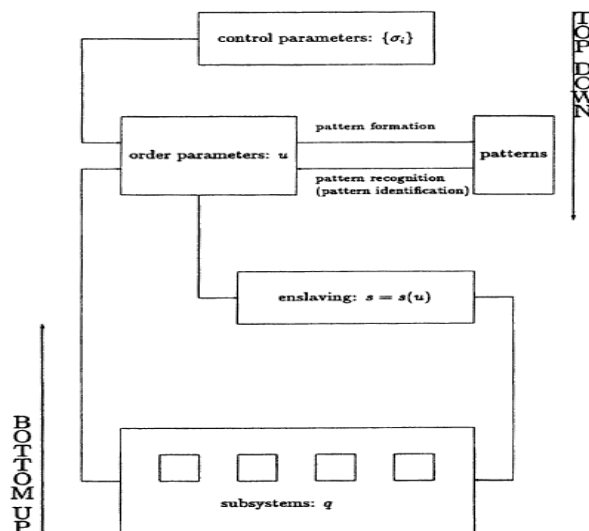 control parameters: {σᵢ}
TOP DOWN
pattern formation
order parameters: u
patterns
pattern recognition
(pattern identification)
enslaving: s = s(u)
BOTTOM UP
subsystems: q